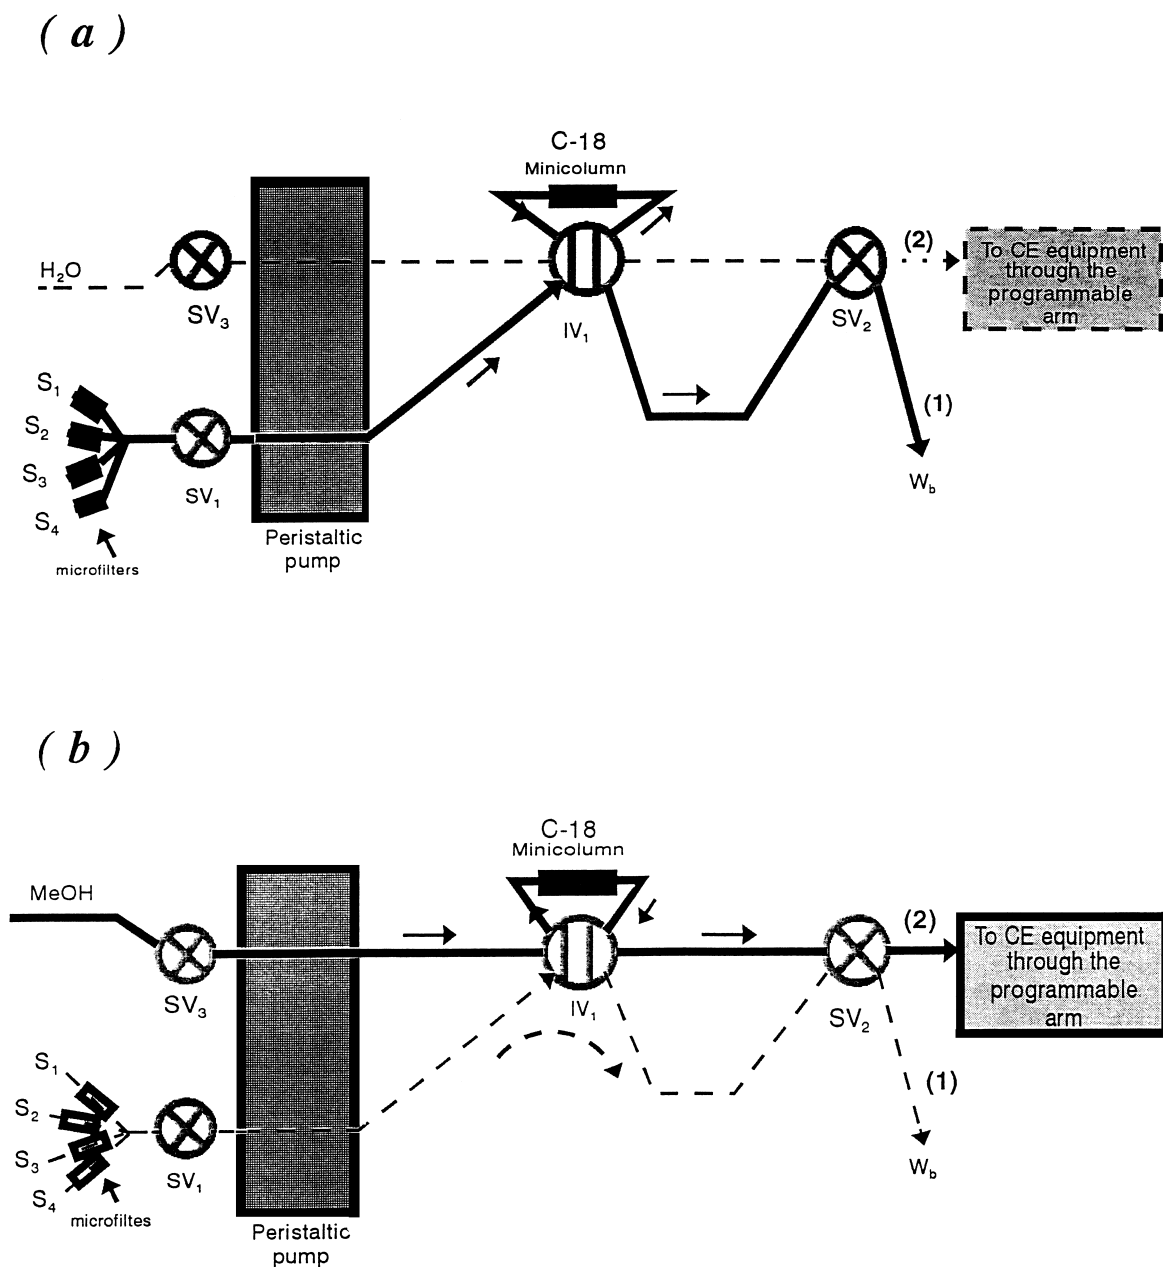 ( a )
C-18
Minicolumn
H₂O
SV₃
IV₁
SV₂
(2)
To CE equipment
through the
programmable
arm
(1)
W_b
S₁
S₂
S₃
S₄
SV₁
microfilters
Peristaltic
pump
( b )
C-18
Minicolumn
MeOH
SV₃
IV₁
SV₂
(2)
To CE equipment
through the
programmable
arm
(1)
W_b
S₁
S₂
S₃
S₄
SV₁
microfiltes
Peristaltic
pump